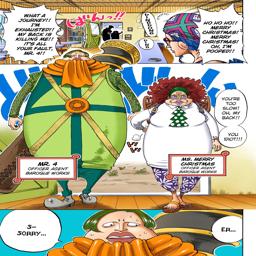 WHAT A
JOURNEY! I'M
EXHAUSTED!
MY BACK IS
KILLING ME!!
IT'S ALL
YOUR FAULT,
MR. 4!
HO HO HO!!
MERRY
CHRISTMAS!
MERRY
CHRISTMAS!
OH, I'M
POOPED!
YOU'RE
TOO
SLOW!
OH, MY
BACK!!
YOU
IDIOT!!!
MR. 4
OFFICER AGENT
BAROQUE WORKS
MS. MERRY
CHRISTMAS
OFFICER AGENT
BAROQUE WORKS
S-
SORRY...
ER...